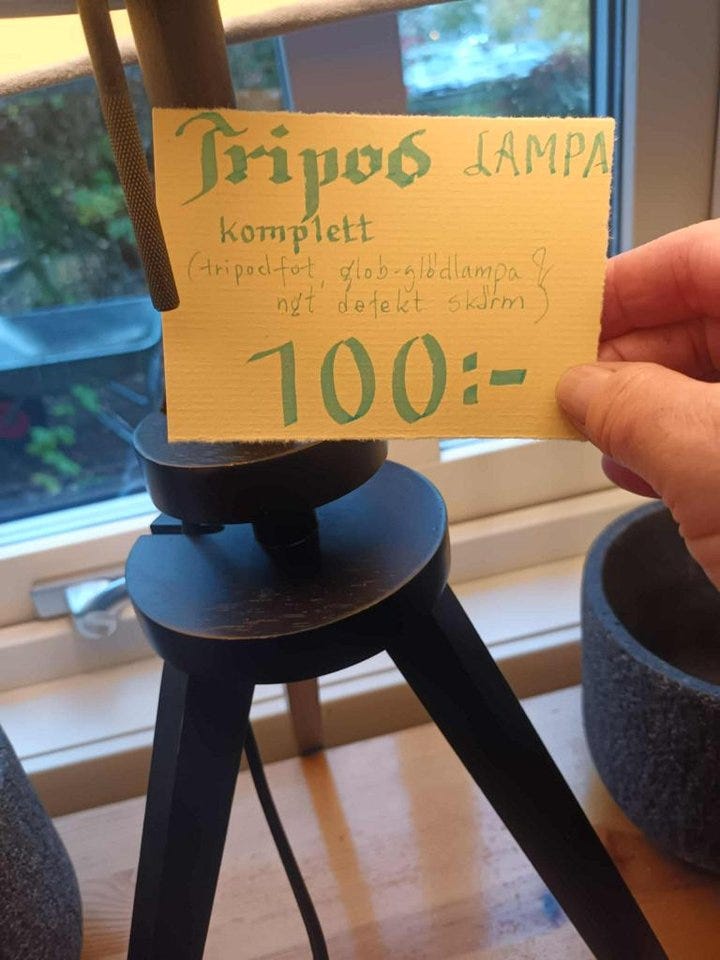 Tripod LAMPA
komplett
(tripodfot, glob-glödlampa &
ngt defekt skärm)
100:-